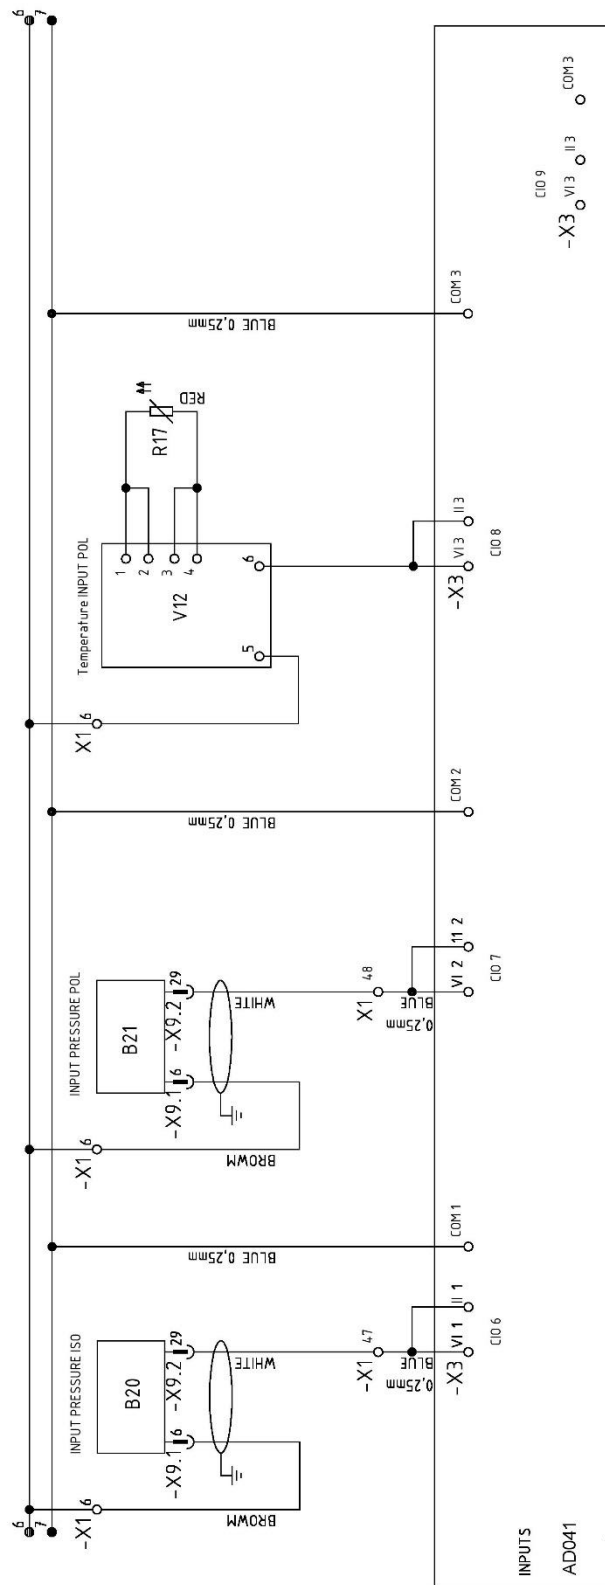 6
7
6
7
-X1 6
INPUT PRESSURE ISO
B20
-X9.1 6
-X9.2 29
BROWM
WHITE
-X1 47
BLUE
0,25mm
-X3 VI 1
II 1
CIO 6
BLUE 0,25mm
COM 1
-X1 6
INPUT PRESSURE POL
B21
-X9.1 6
-X9.2 29
BROWM
WHITE
X1 48
BLUE
0,25mm
VI 2
11 2
CIO 7
BLUE 0,25mm
COM 2
X1 6
Temperature INPUT POL
V12
1
2
3
4
5
6
R17
RED
-X3 VI 3
II 3
CIO 8
BLUE 0,25mm
COM 3
CIO 9
-X3 VI 3
II 3
COM 3
INPUTS
AD041